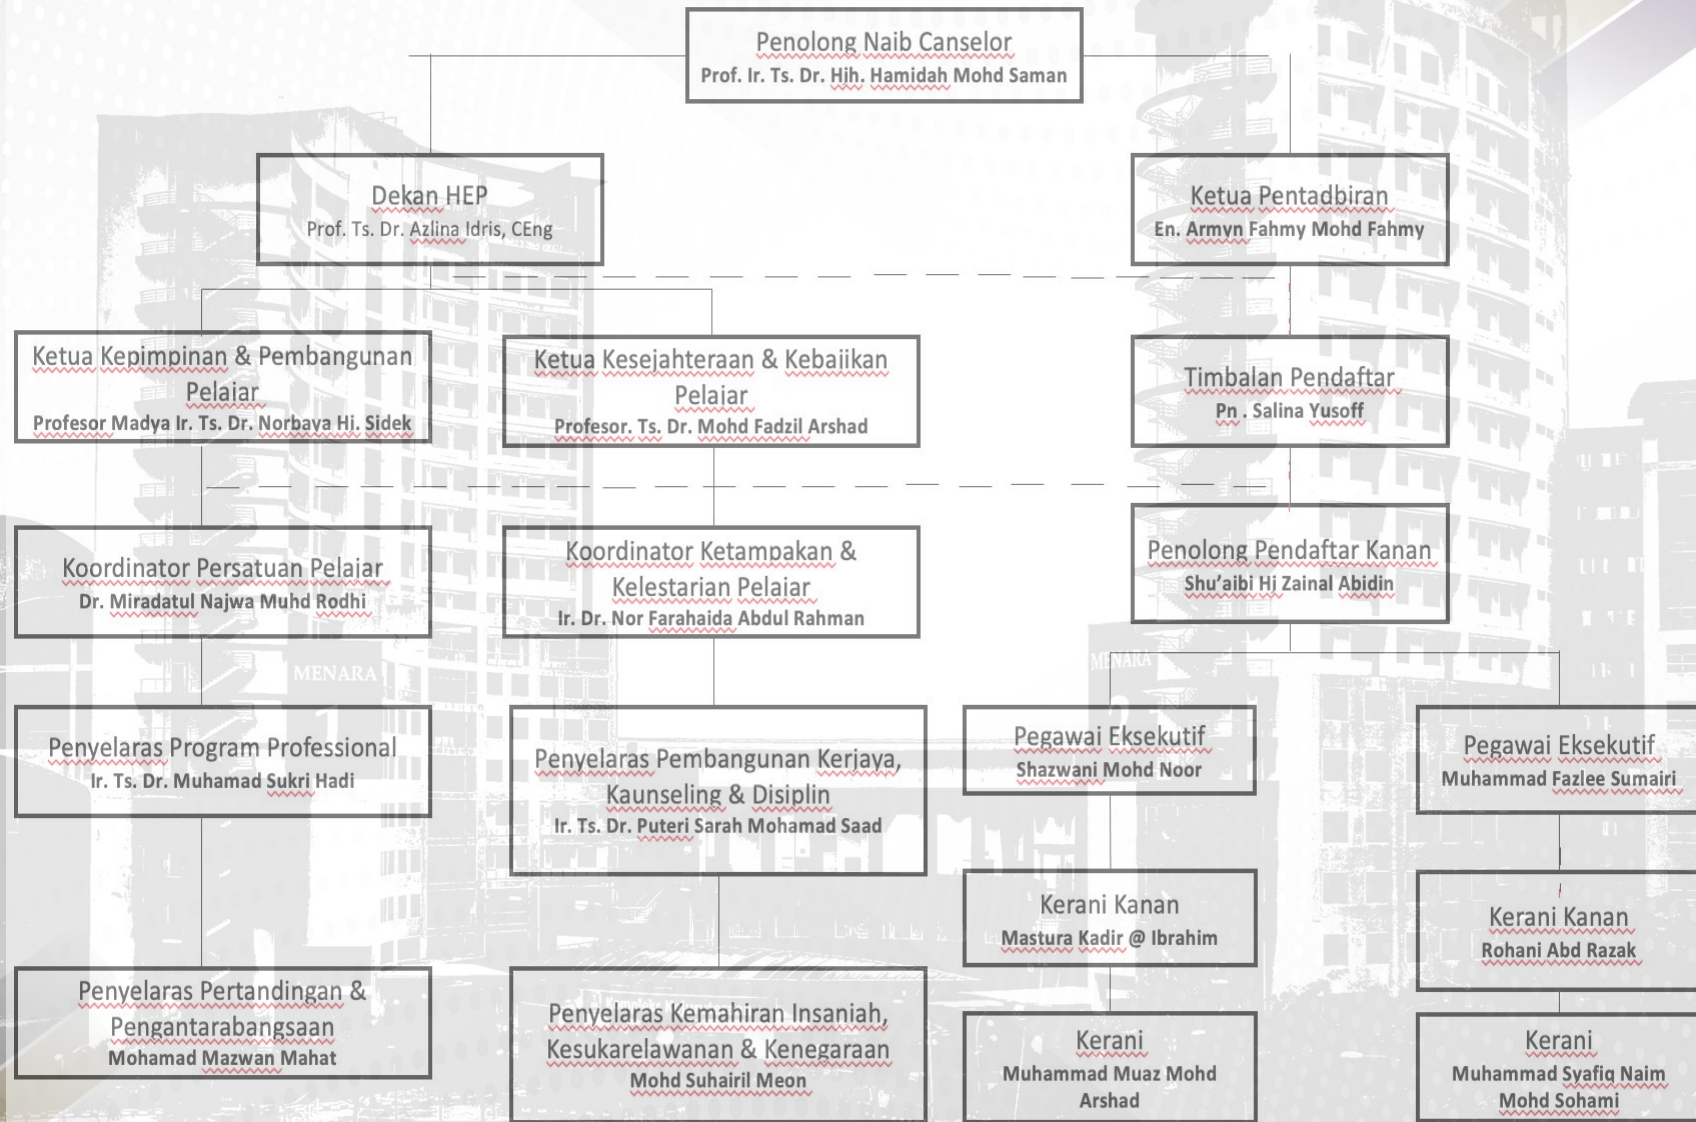 Penolong Naib Canselor
Prof. Ir. Ts. Dr. Hjh. Hamidah Mohd Saman
Dekan HEP
Prof. Ts. Dr. Azlina Idris, CEng
Ketua Pentadbiran
En. Armyn Fahmy Mohd Fahmy
Ketua Kepimpinan & Pembangunan
Pelajar
Profesor Madya Ir. Ts. Dr. Norbaya Hj. Sidek
Ketua Kesejahteraan & Kebajikan
Pelajar
Profesor. Ts. Dr. Mohd Fadzil Arshad
Timbalan Pendaftar
Pn . Salina Yusoff
Koordinator Persatuan Pelajar
Dr. Miradatul Najwa Muhd Rodhi
Koordinator Ketampakan &
Kelestarian Pelajar
Ir. Dr. Nor Farahaida Abdul Rahman
Penolong Pendaftar Kanan
Shu’aibi Hj Zainal Abidin
MENARA
1
MENARA
2
Penyelaras Program Professional
Ir. Ts. Dr. Muhamad Sukri Hadi
Penyelaras Pembangunan Kerjaya,
Kaunseling & Disiplin
Ir. Ts. Dr. Puteri Sarah Mohamad Saad
Pegawai Eksekutif
Shazwani Mohd Noor
Pegawai Eksekutif
Muhammad Fazlee Sumairi
Kerani Kanan
Mastura Kadir @ Ibrahim
Kerani Kanan
Rohani Abd Razak
Penyelaras Pertandingan &
Pengantarabangsaan
Mohamad Mazwan Mahat
Penyelaras Kemahiran Insaniah,
Kesukarelawanan & Kenegaraan
Mohd Suhairil Meon
Kerani
Muhammad Muaz Mohd
Arshad
Kerani
Muhammad Syafiq Naim
Mohd Sohami